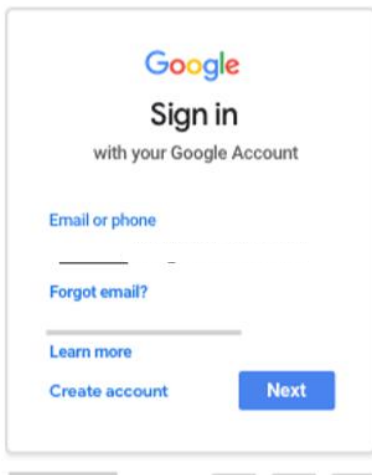 Google
Sign in
with your Google Account
Email or phone
Forgot email?
Learn more
Create account Next